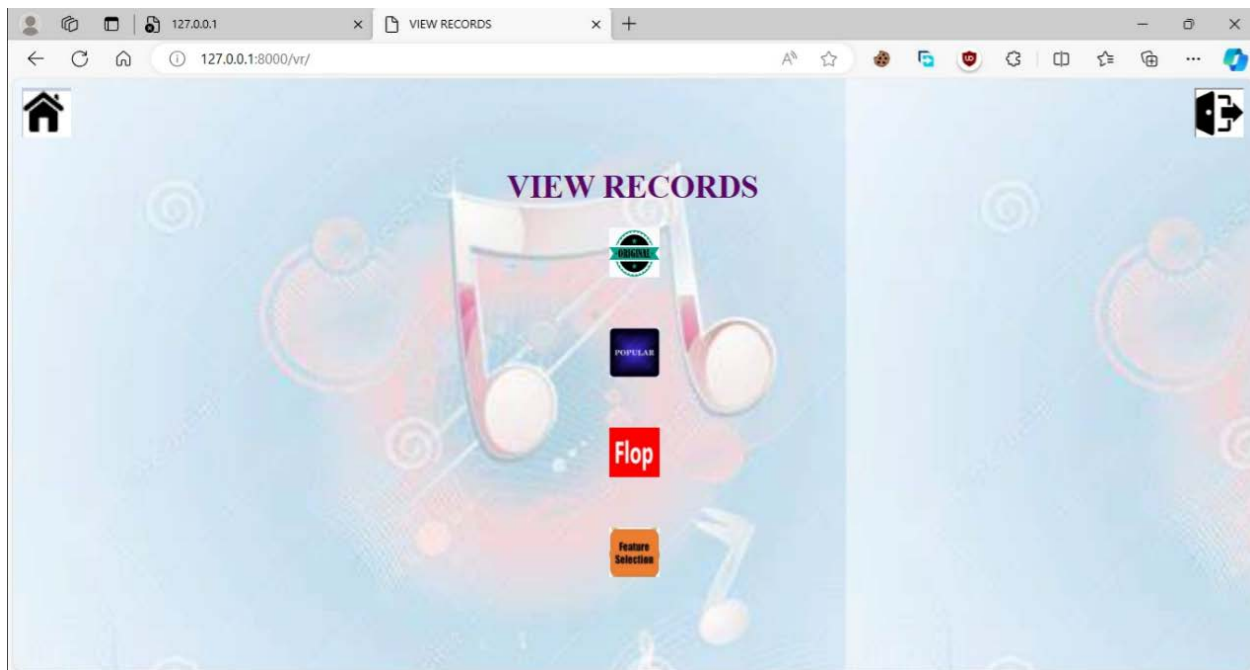 127.0.0.1
VIEW RECORDS
127.0.0.1:8000/vr/
VIEW RECORDS
ORIGINAL
POPULAR
Flop
Feature
Selection